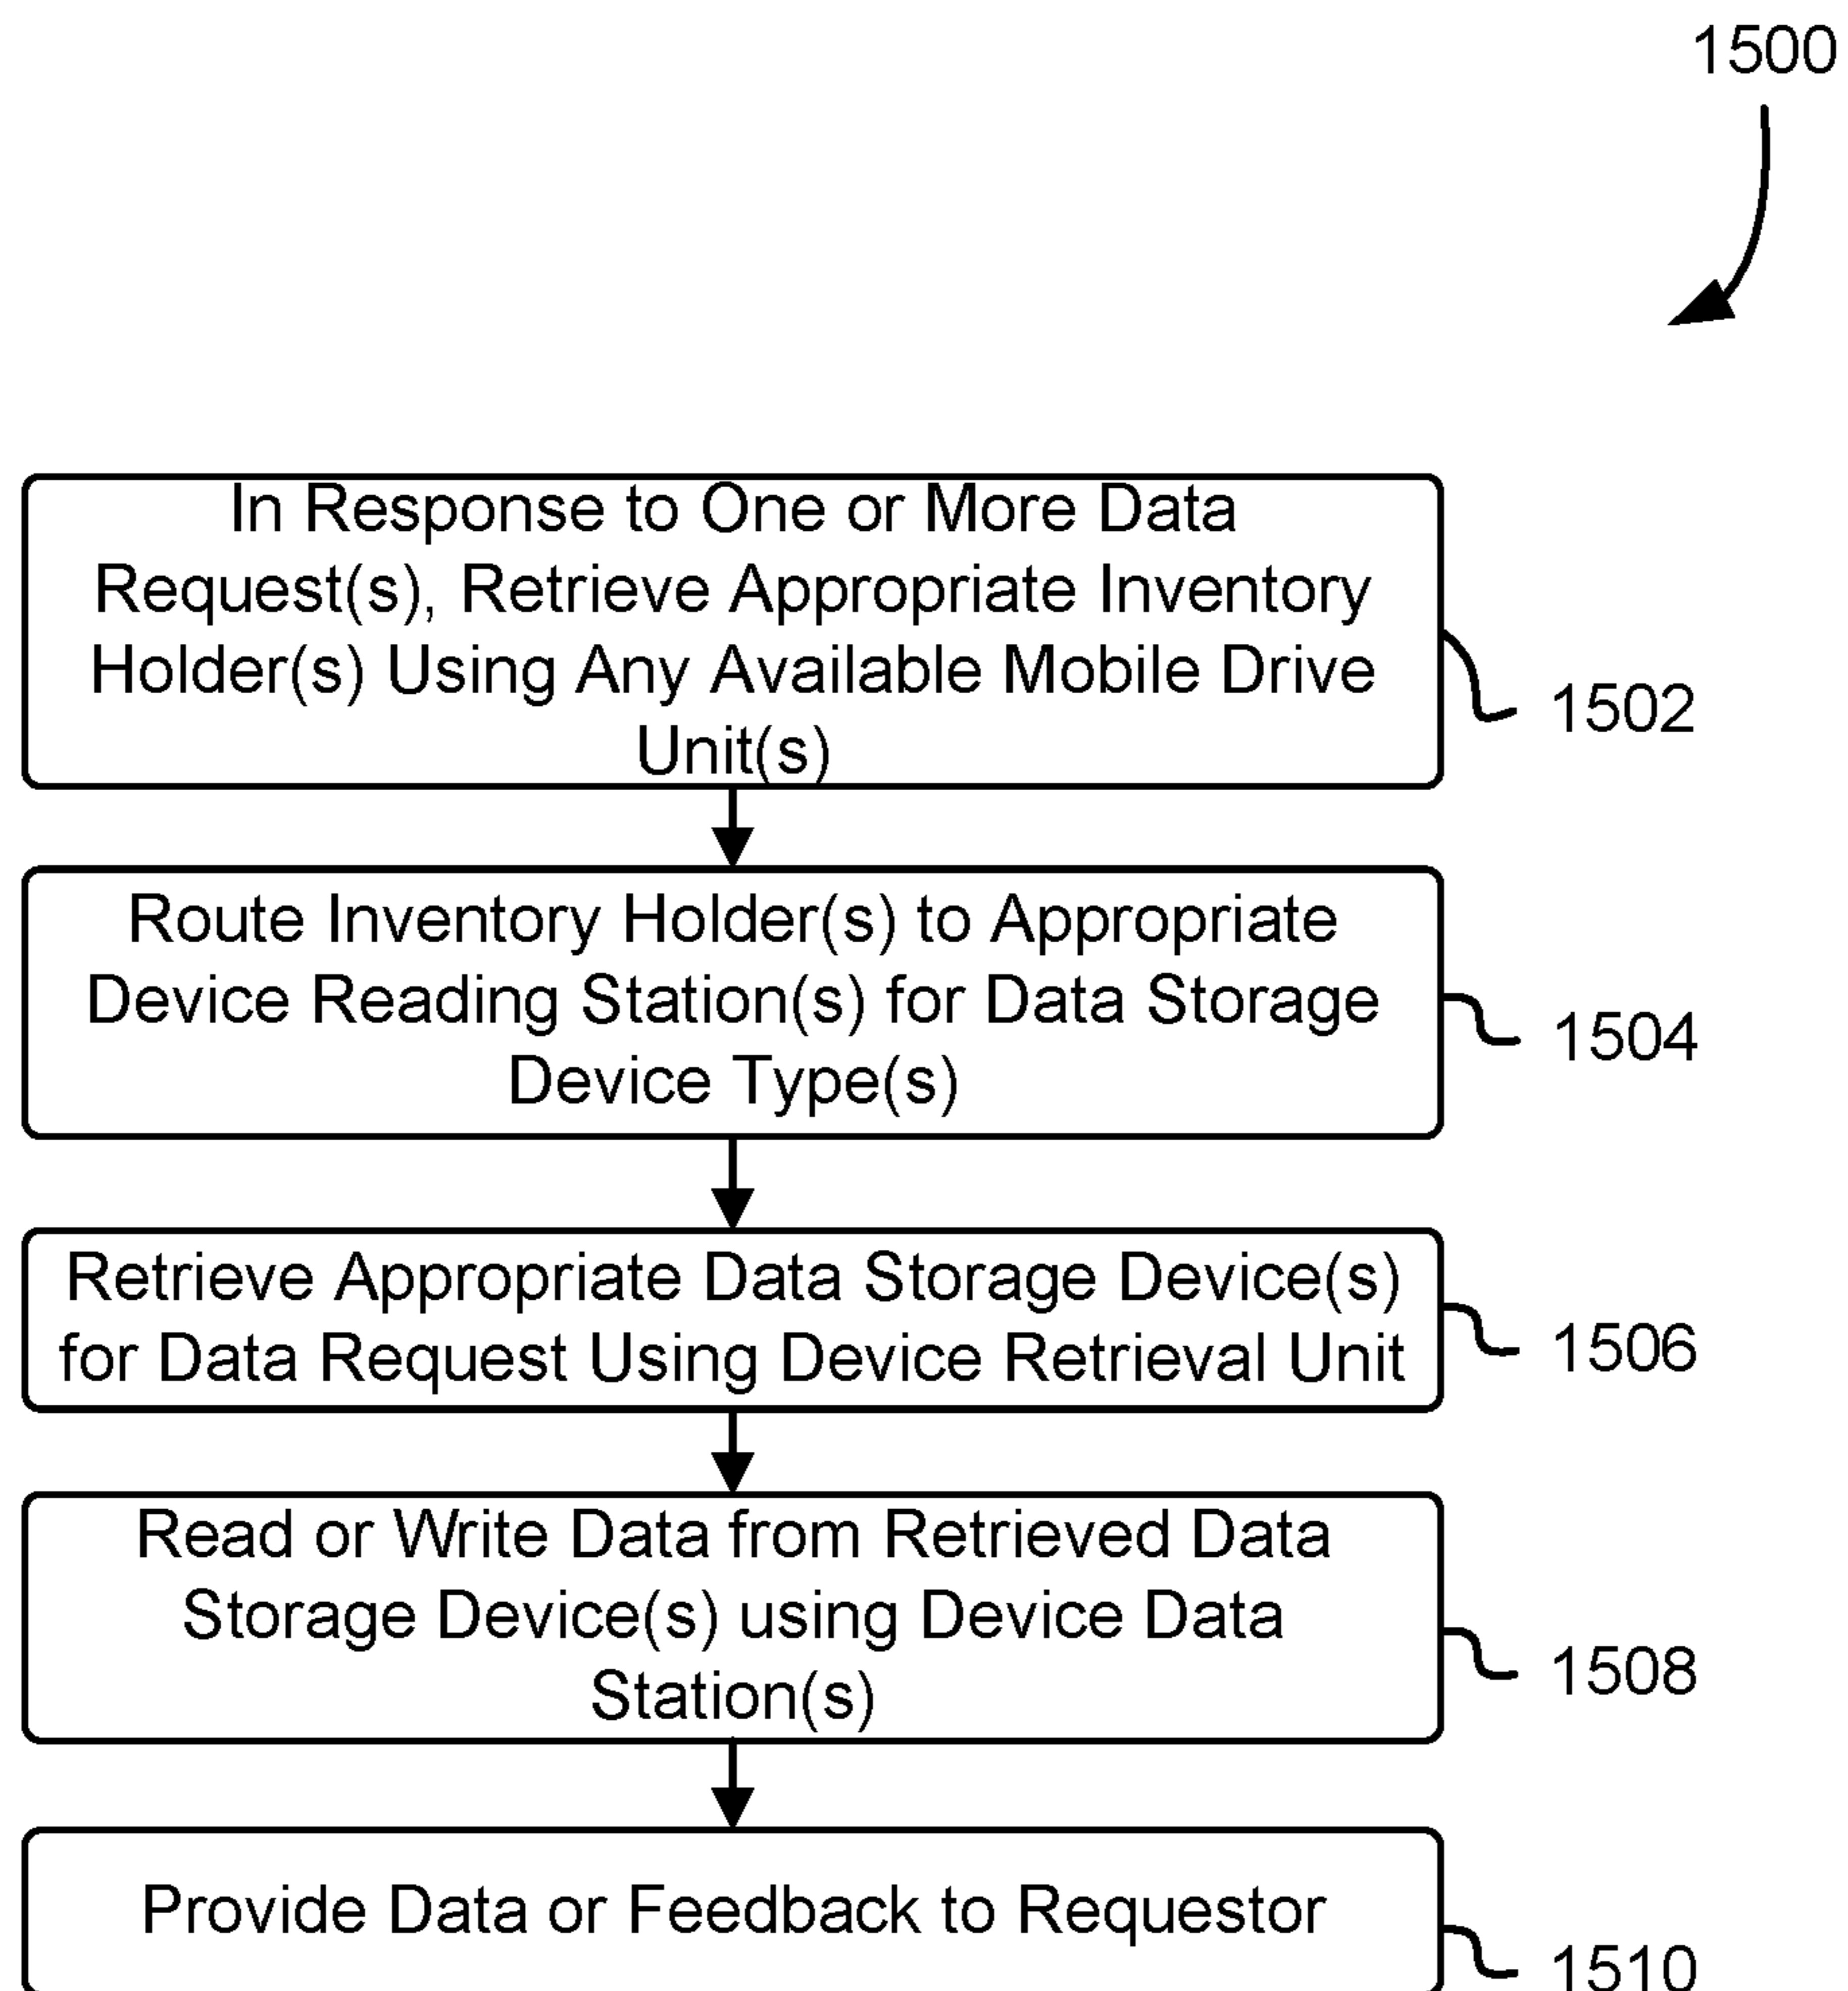 1500
In Response to One or More Data
Request(s), Retrieve Appropriate Inventory
Holder(s) Using Any Available Mobile Drive
Unit(s)
1502
Route Inventory Holder(s) to Appropriate
Device Reading Station(s) for Data Storage
Device Type(s)
1504
Retrieve Appropriate Data Storage Device(s)
for Data Request Using Device Retrieval Unit
1506
Read or Write Data from Retrieved Data
Storage Device(s) using Device Data
Station(s)
1508
Provide Data or Feedback to Requestor
1510